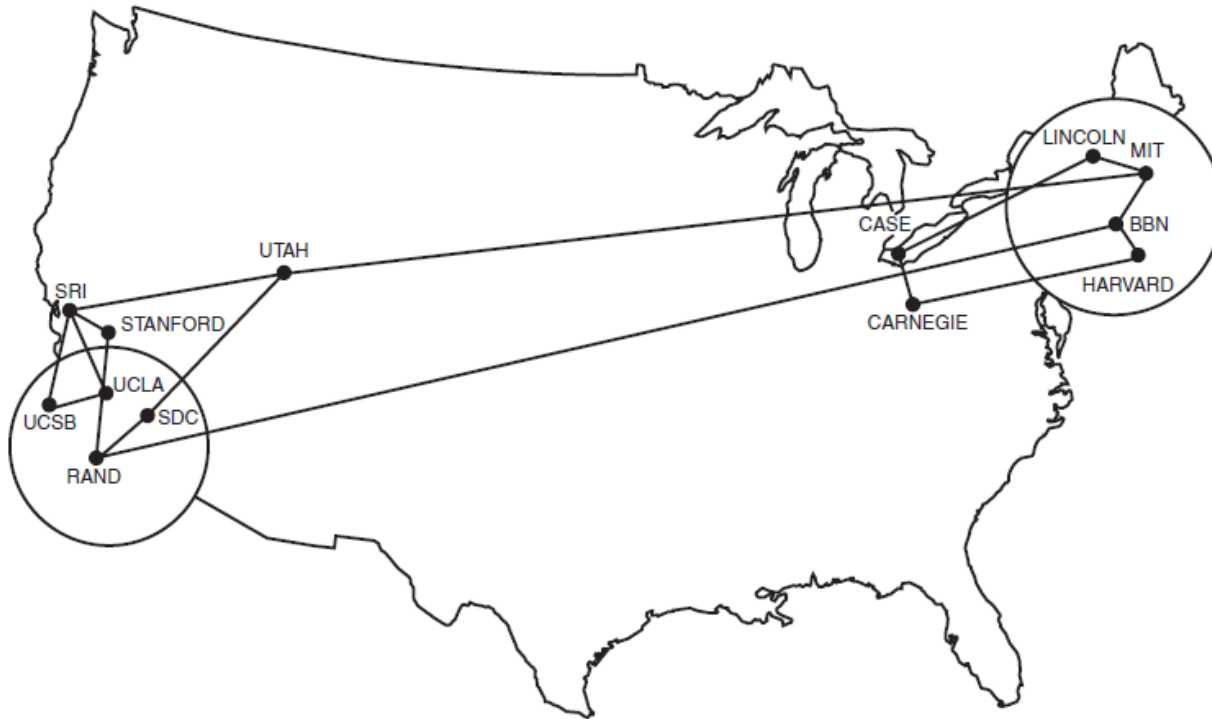 LINCOLN
MIT
CASE
BBN
UTAH
HARVARD
SRI
STANFORD
CARNEGIE
UCLA
UCSB
SDC
RAND